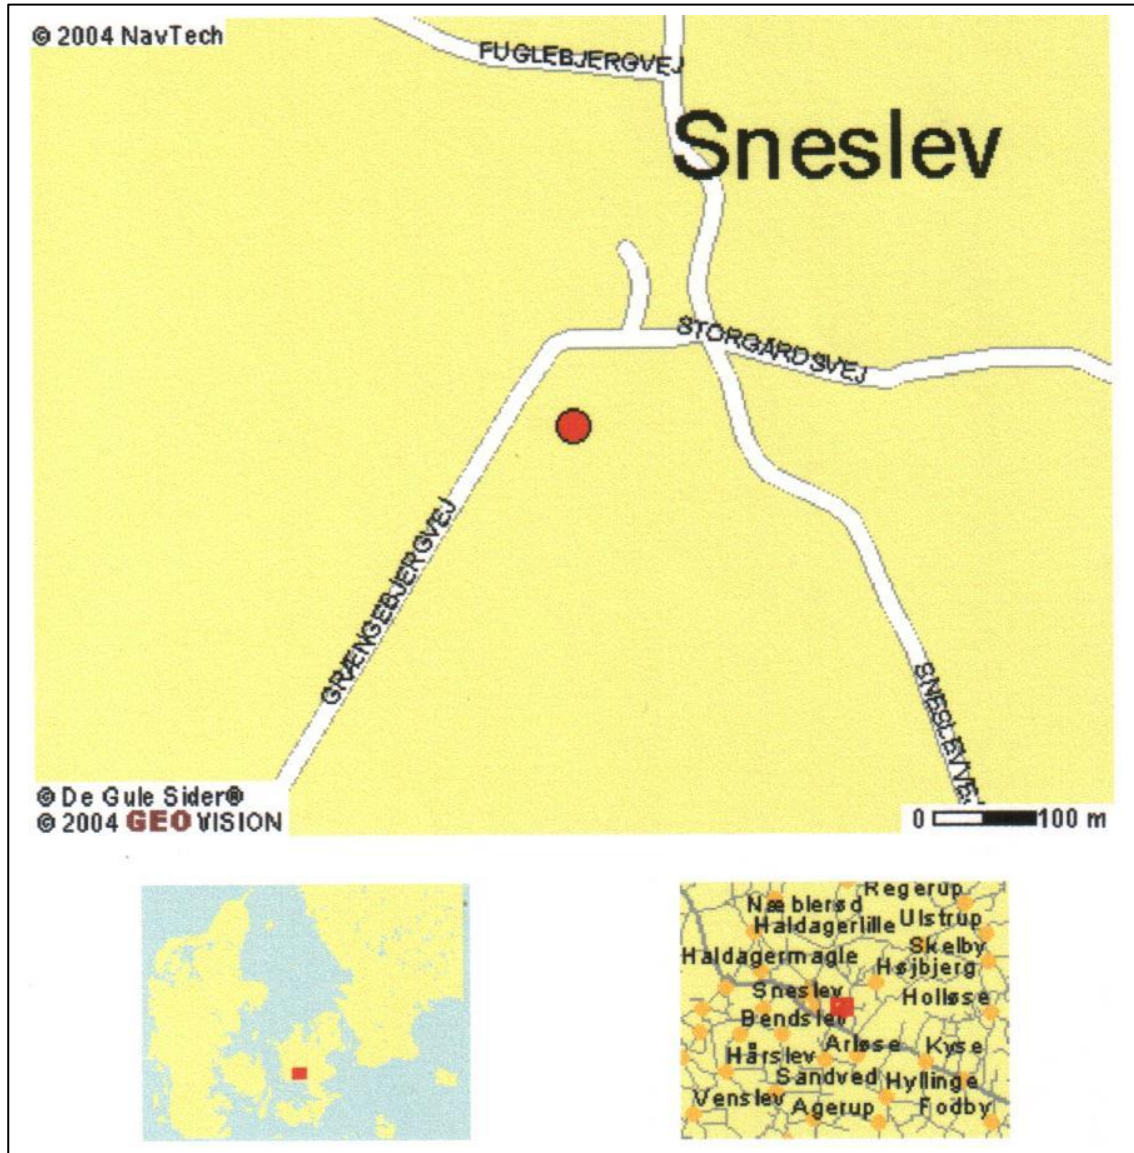 © 2004 NavTech
FUGLEBJERGVEJ
Sneslev
STORGÅRDSVEJ
GRÆNGEBJERGVEJ
SNESLEVVEJ
© De Gule Sider®
© 2004 GEO VISION
0 100 m
Regerup
Næblerød
Haldagerlille
Ulstrup
Skelby
Haldagermagle
Højbjerg
Sneslev
Holløse
Bendslev
Arløse
Kyse
Hårslev
Sandved
Hyllinge
Venslev
Agerup
Fodby